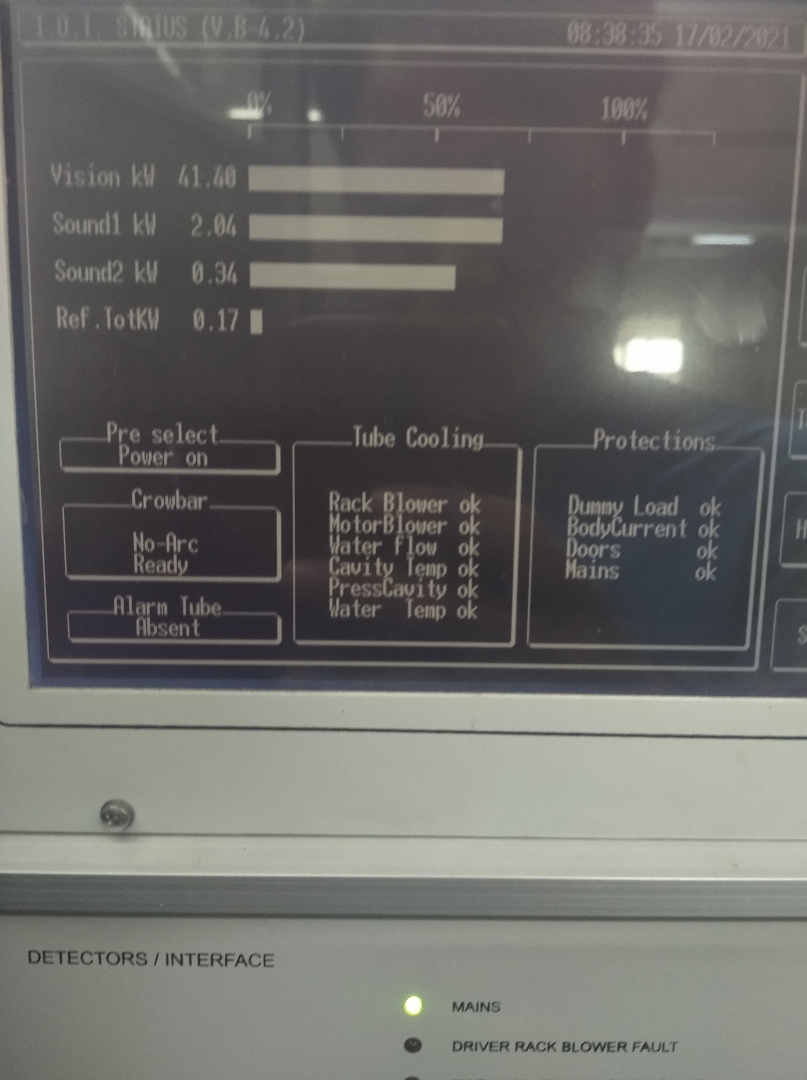 I.O.T. STATUS (V.B-4.2) 08:38:35 17/02/2021
0% 50% 100%
Vision kW 41.40
Sound1 kW 2.04
Sound2 kW 0.34
Ref.TotKW 0.17
Pre select
Power on
Crowbar
No-Arc
Ready
Alarm Tube
Absent
Tube Cooling
Rack Blower ok
MotorBlower ok
Water flow ok
Cavity Temp ok
PressCavity ok
Water Temp ok
Protections
Dummy Load ok
BodyCurrent ok
Doors ok
Mains ok
DETECTORS / INTERFACE
MAINS
DRIVER RACK BLOWER FAULT